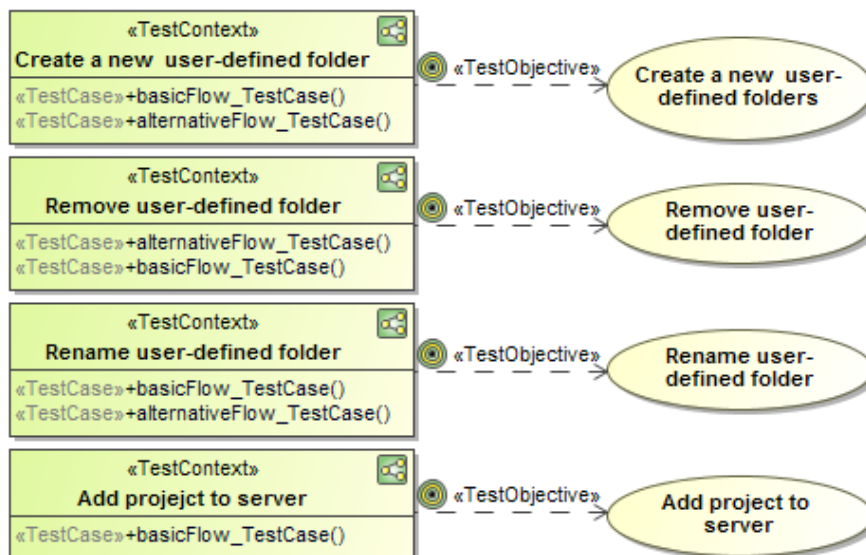 «TestContext»
Create a new  user-defined folder
«TestCase»+basicFlow_TestCase()
«TestCase»+alternativeFlow_TestCase()
«TestObjective»
Create a new  user-
defined folders
«TestContext»
Remove user-defined folder
«TestCase»+alternativeFlow_TestCase()
«TestCase»+basicFlow_TestCase()
«TestObjective»
Remove user-
defined folder
«TestContext»
Rename user-defined folder
«TestCase»+basicFlow_TestCase()
«TestCase»+alternativeFlow_TestCase()
«TestObjective»
Rename user-
defined folder
«TestContext»
Add projejct to server
«TestCase»+basicFlow_TestCase()
«TestObjective»
Add project to
server